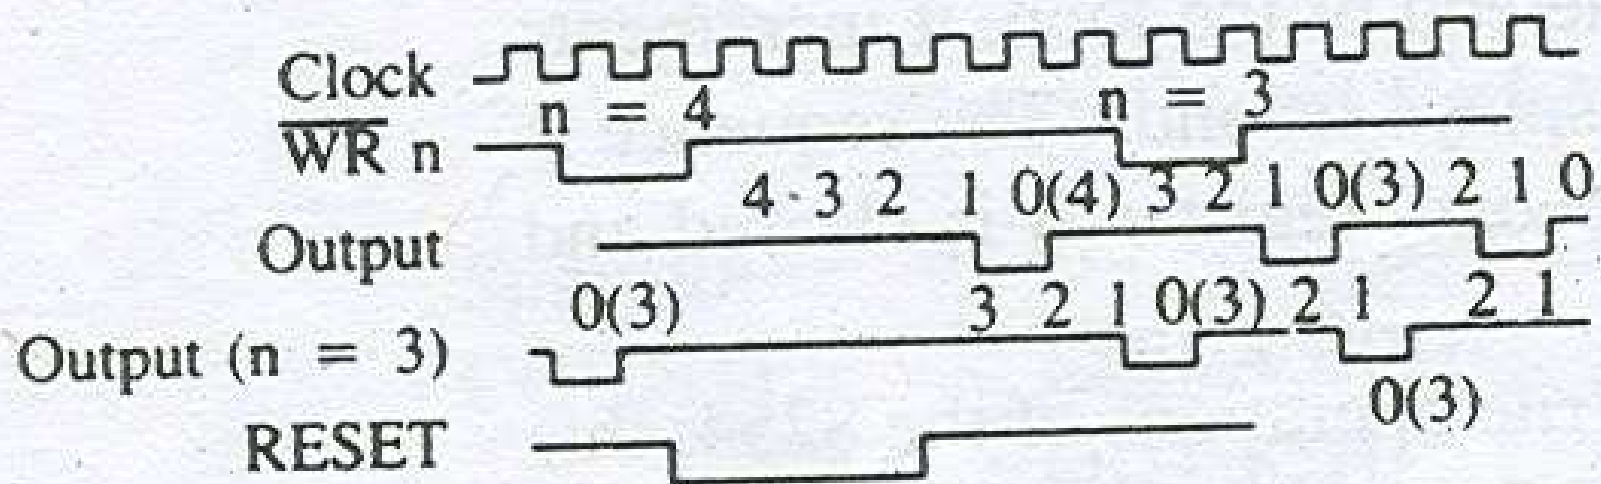 Clock
n = 4 n = 3
W̅R̅ n
4·3 2 1 0(4) 3 2 1 0(3) 2 1 0
Output
0(3) 3 2 1 0(3) 2 1 2 1
Output (n = 3)
0(3)
RESET